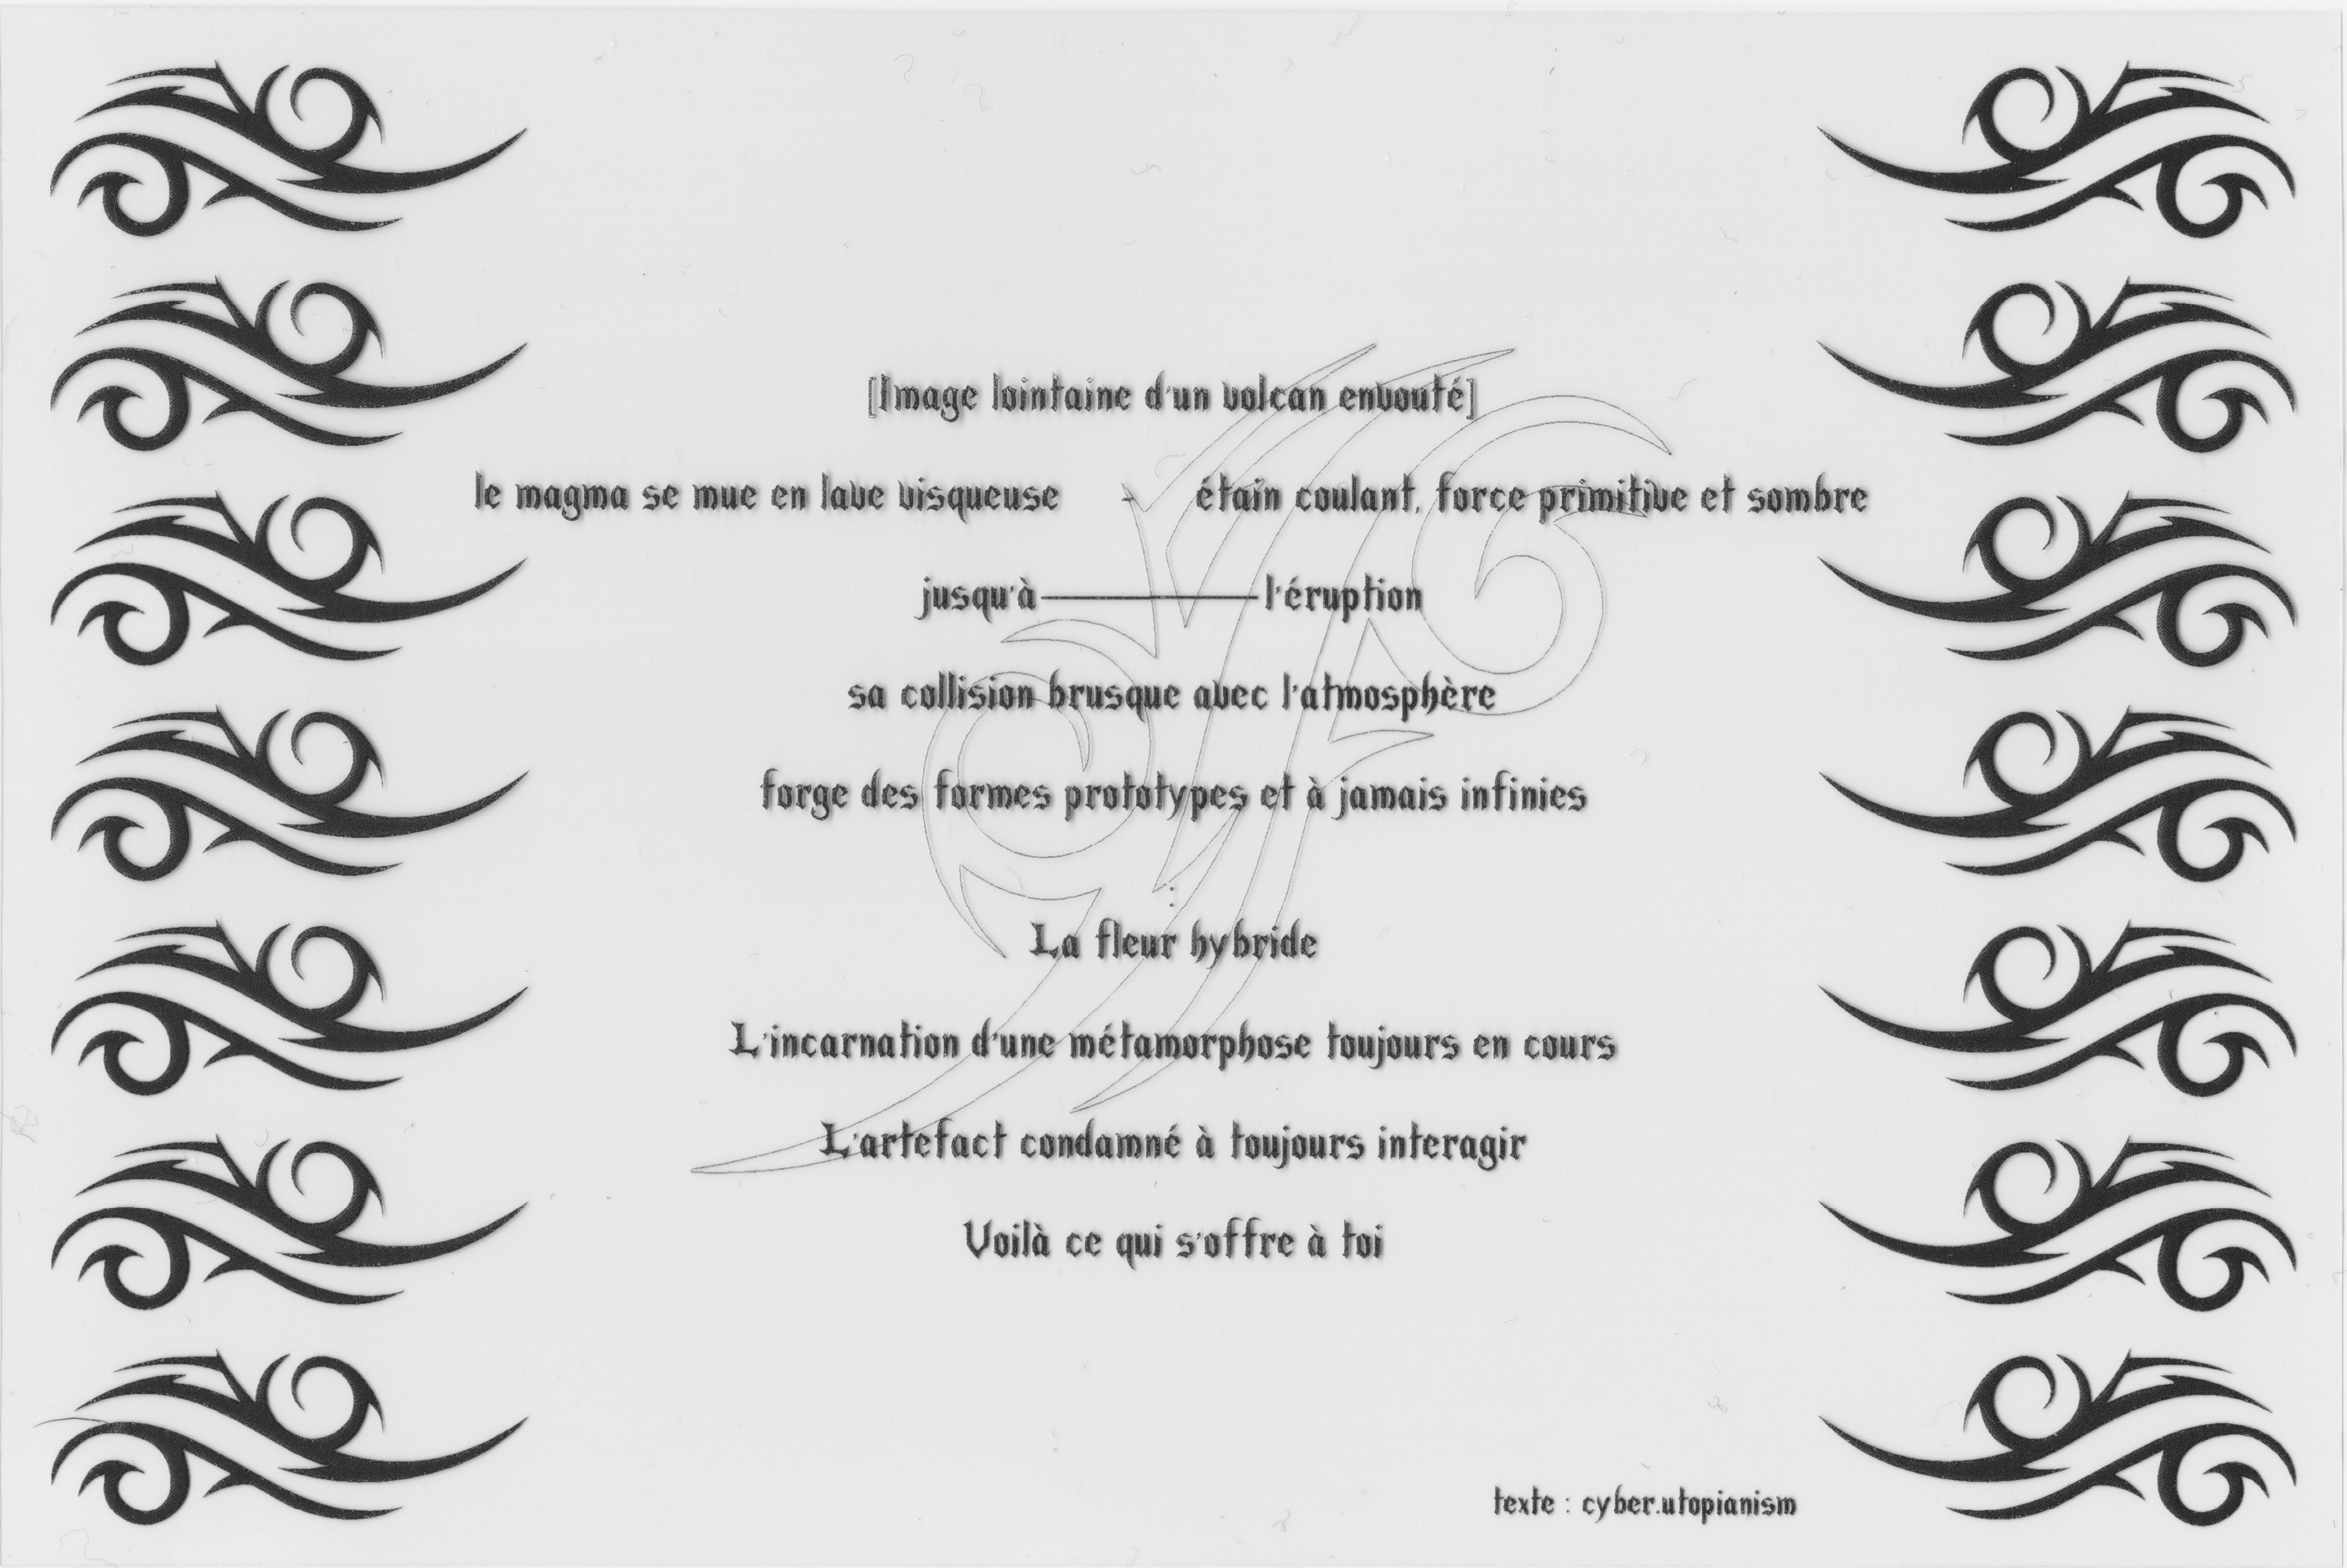 [Image lointaine d'un volcan envouté]
le magma se mue en lave visqueuse - étain coulant, force primitive et sombre
jusqu'à————l'éruption
sa collision brusque avec l'atmosphère
forge des formes prototypes et à jamais infinies
:
La fleur hybride
L'incarnation d'une métamorphose toujours en cours
L'artefact condamné à toujours interagir
Voilà ce qui s'offre à toi
texte : cyber.utopianism